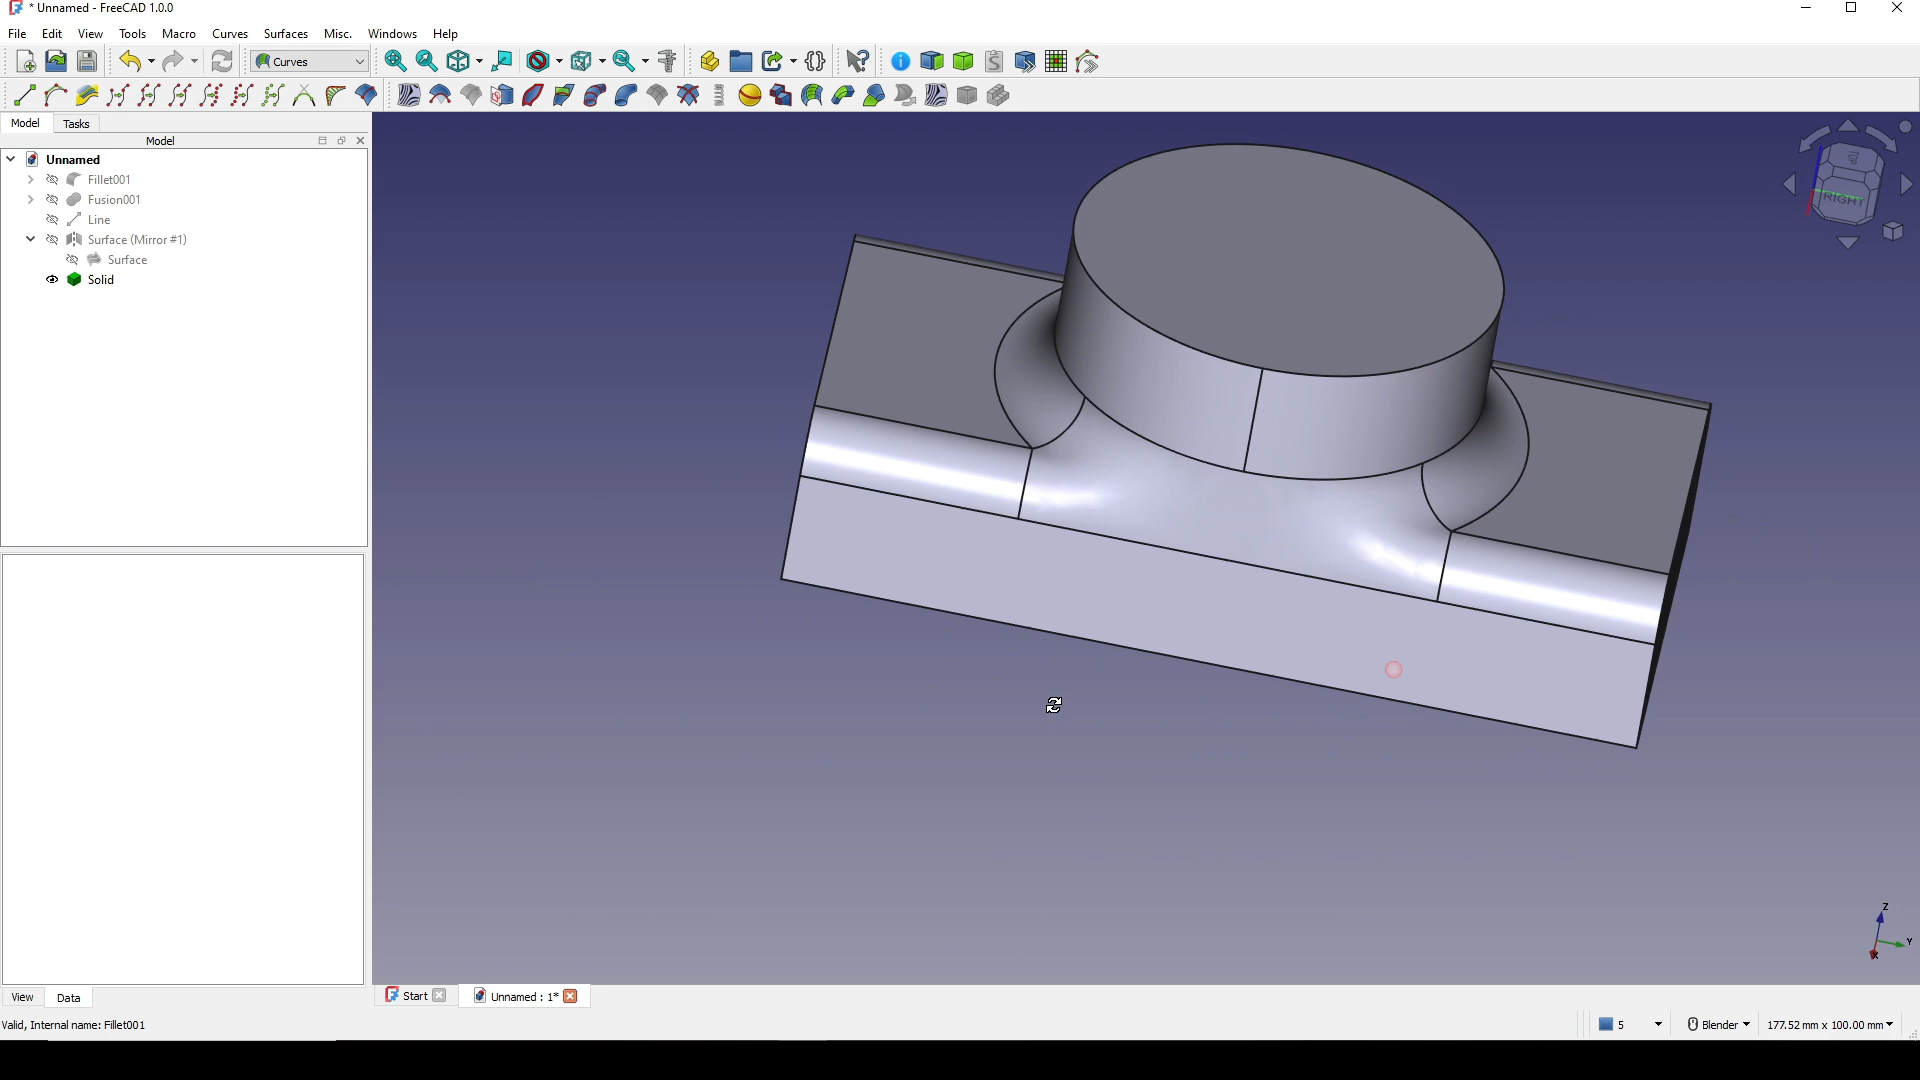 * Unnamed - FreeCAD 1.0.0
File Edit View Tools Macro Curves Surfaces Misc. Windows Help
Curves
Model Tasks
Model
Unnamed
Fillet001
Fusion001
Line
Surface (Mirror #1)
Surface
Solid
TOP
RIGHT
Z
Y
X
View Data
Start Unnamed : 1*
Valid, Internal name: Fillet001
5 Blender 177.52 mm x 100.00 mm